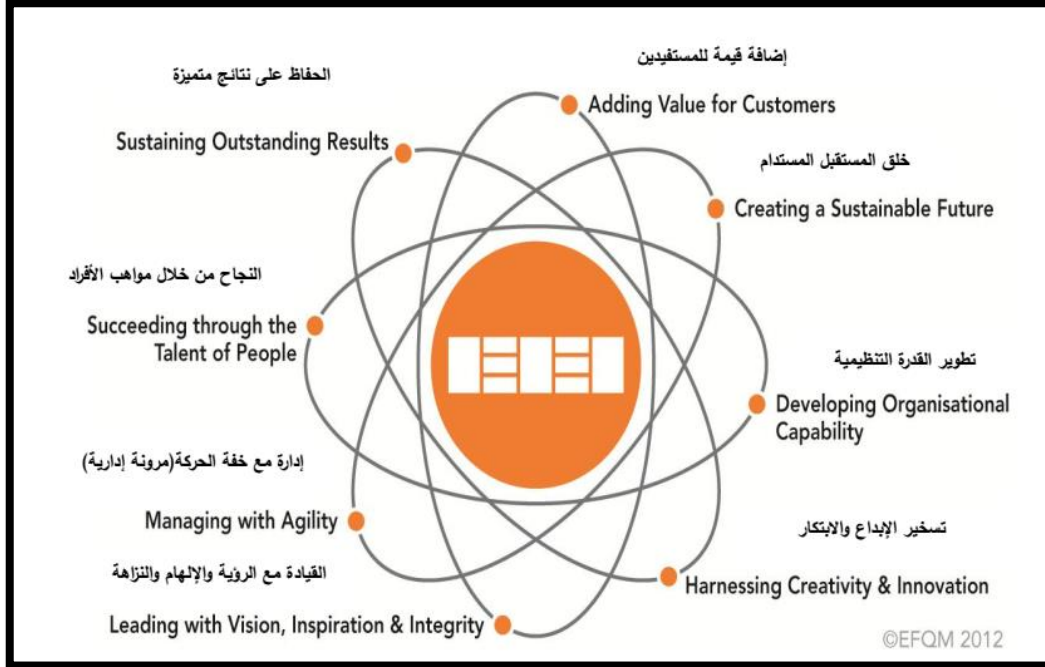 إضافة قيمة للمستفيدين
Adding Value for Customers
خلق المستقبل المستدام
Creating a Sustainable Future
تطوير القدرة التنظيمية
Developing Organisational
Capability
تسخير الإبداع والابتكار
Harnessing Creativity & Innovation
القيادة مع الرؤية والإلهام والنزاهة
Leading with Vision, Inspiration & Integrity
إدارة مع خفة الحركة(مرونة إدارية)
Managing with Agility
النجاح من خلال مواهب الأفراد
Succeeding through the
Talent of People
الحفاظ على نتائج متميزة
Sustaining Outstanding Results
©EFQM 2012